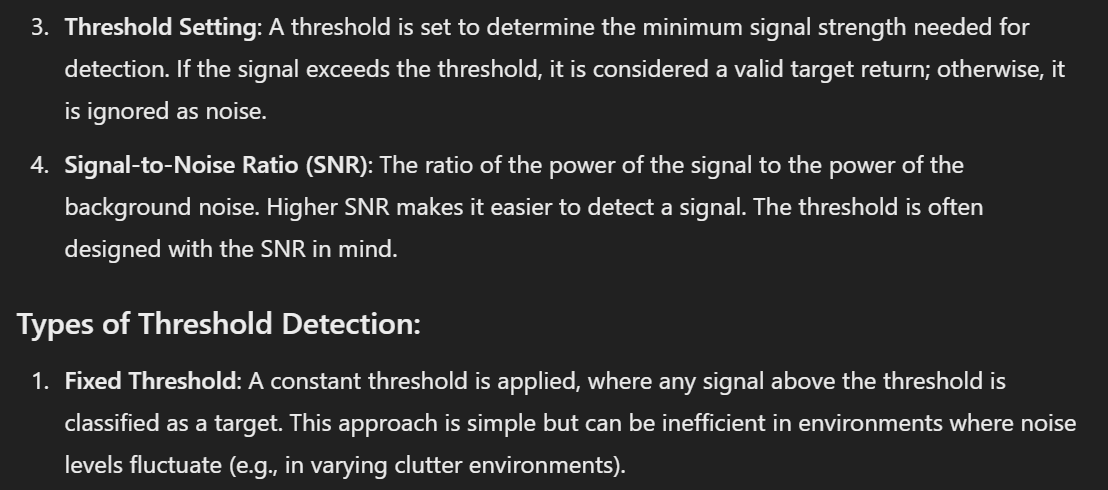 3. Threshold Setting: A threshold is set to determine the minimum signal strength needed for
detection. If the signal exceeds the threshold, it is considered a valid target return; otherwise, it
is ignored as noise.
4. Signal-to-Noise Ratio (SNR): The ratio of the power of the signal to the power of the
background noise. Higher SNR makes it easier to detect a signal. The threshold is often
designed with the SNR in mind.
Types of Threshold Detection:
1. Fixed Threshold: A constant threshold is applied, where any signal above the threshold is
classified as a target. This approach is simple but can be inefficient in environments where noise
levels fluctuate (e.g., in varying clutter environments).